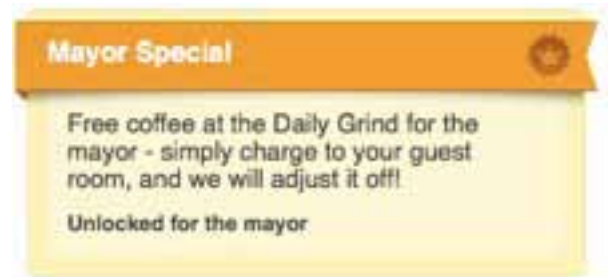 Mayor Special
Free coffee at the Daily Grind for the
mayor - simply charge to your guest
room, and we will adjust it off!
Unlocked for the mayor